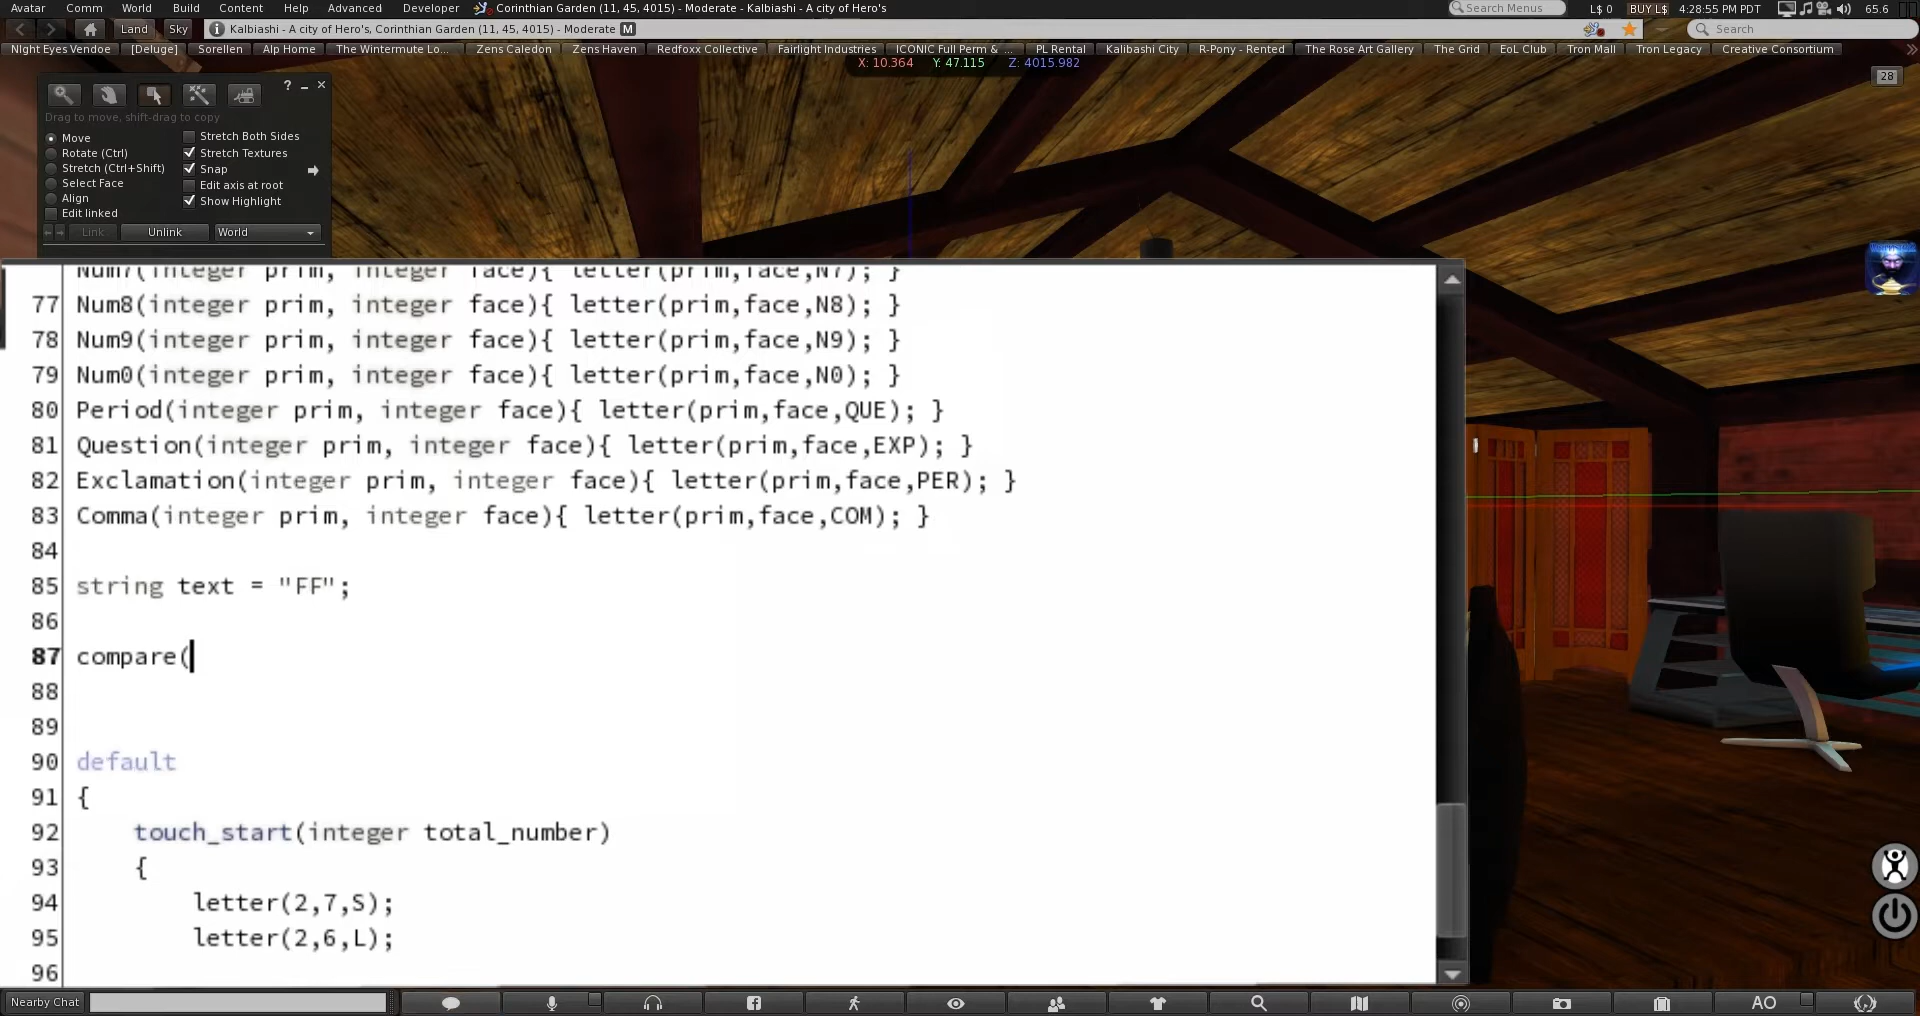 Avatar Comm World Build Content Help Advanced Developer Corinthian Garden (11, 45, 4015) - Moderate - Kalbiashi - A city of Hero's Search Menus L$ 0 BUY L$ 4:28:55 PM PDT 65.6
Land Sky Kalbiashi - A city of Hero's, Corinthian Garden (11, 45, 4015) - Moderate M Search
NIght Eyes Vendoe [Deluge] Sorellen Alp Home The Wintermute Lo... Zens Caledon Zens Haven Redfoxx Collective Fairlight Industries ICONIC Full Perm & ... PL Rental Kalibashi City R-Pony - Rented The Rose Art Gallery The Grid EoL Club Tron Mall Tron Legacy Creative Consortium
X: 10.364 Y: 47.115 Z: 4015.982
28
?
Drag to move, shift-drag to copy
Move Stretch Both Sides
Rotate (Ctrl) Stretch Textures
Stretch (Ctrl+Shift) Snap
Select Face Edit axis at root
Align Show Highlight
Edit linked
Link Unlink World
Num7(integer prim, integer face){ letter(prim,face,N7); }
77 Num8(integer prim, integer face){ letter(prim,face,N8); }
78 Num9(integer prim, integer face){ letter(prim,face,N9); }
79 Num0(integer prim, integer face){ letter(prim,face,N0); }
80 Period(integer prim, integer face){ letter(prim,face,QUE); }
81 Question(integer prim, integer face){ letter(prim,face,EXP); }
82 Exclamation(integer prim, integer face){ letter(prim,face,PER); }
83 Comma(integer prim, integer face){ letter(prim,face,COM); }
84
85 string text = "FF";
86
87 compare(
88
89
90 default
91 {
92 touch_start(integer total_number)
93 {
94 letter(2,7,S);
95 letter(2,6,L);
96
Nearby Chat AO